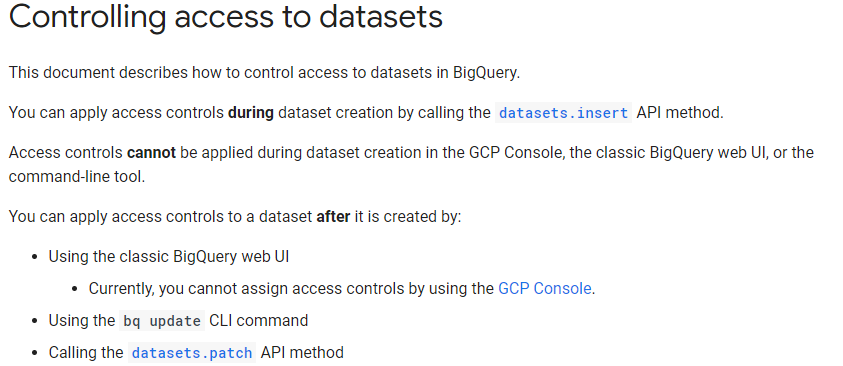 Controlling access to datasets
This document describes how to control access to datasets in BigQuery.
You can apply access controls during dataset creation by calling the datasets.insert API method.
Access controls cannot be applied during dataset creation in the GCP Console, the classic BigQuery web UI, or the
command-line tool.
You can apply access controls to a dataset after it is created by:
• Using the classic BigQuery web UI
• Currently, you cannot assign access controls by using the GCP Console.
• Using the bq update CLI command
• Calling the datasets.patch API method